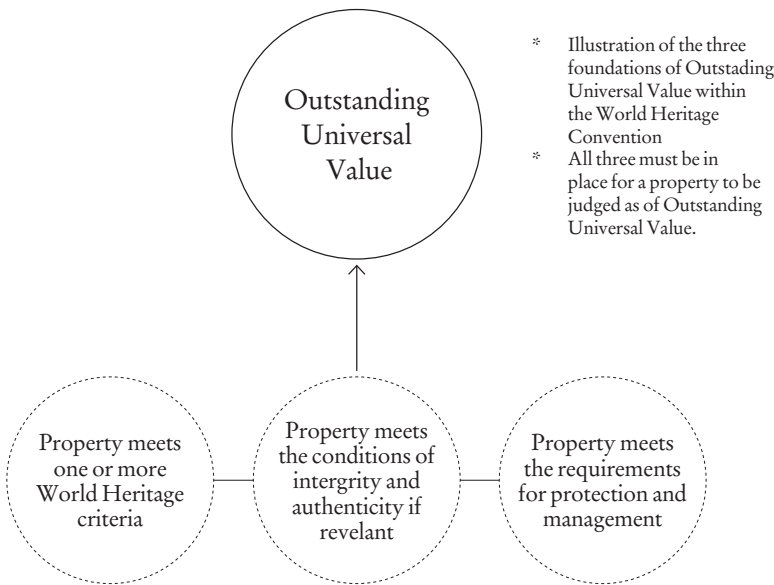 Outstanding
Universal
Value
* Illustration of the three
foundations of Outstading
Universal Value within
the World Heritage
Convention
* All three must be in
place for a property to be
judged as of Outstanding
Universal Value.
Property meets
one or more
World Heritage
criteria
Property meets
the conditions of
intergrity and
authenticity if
revelant
Property meets
the requirements
for protection and
management